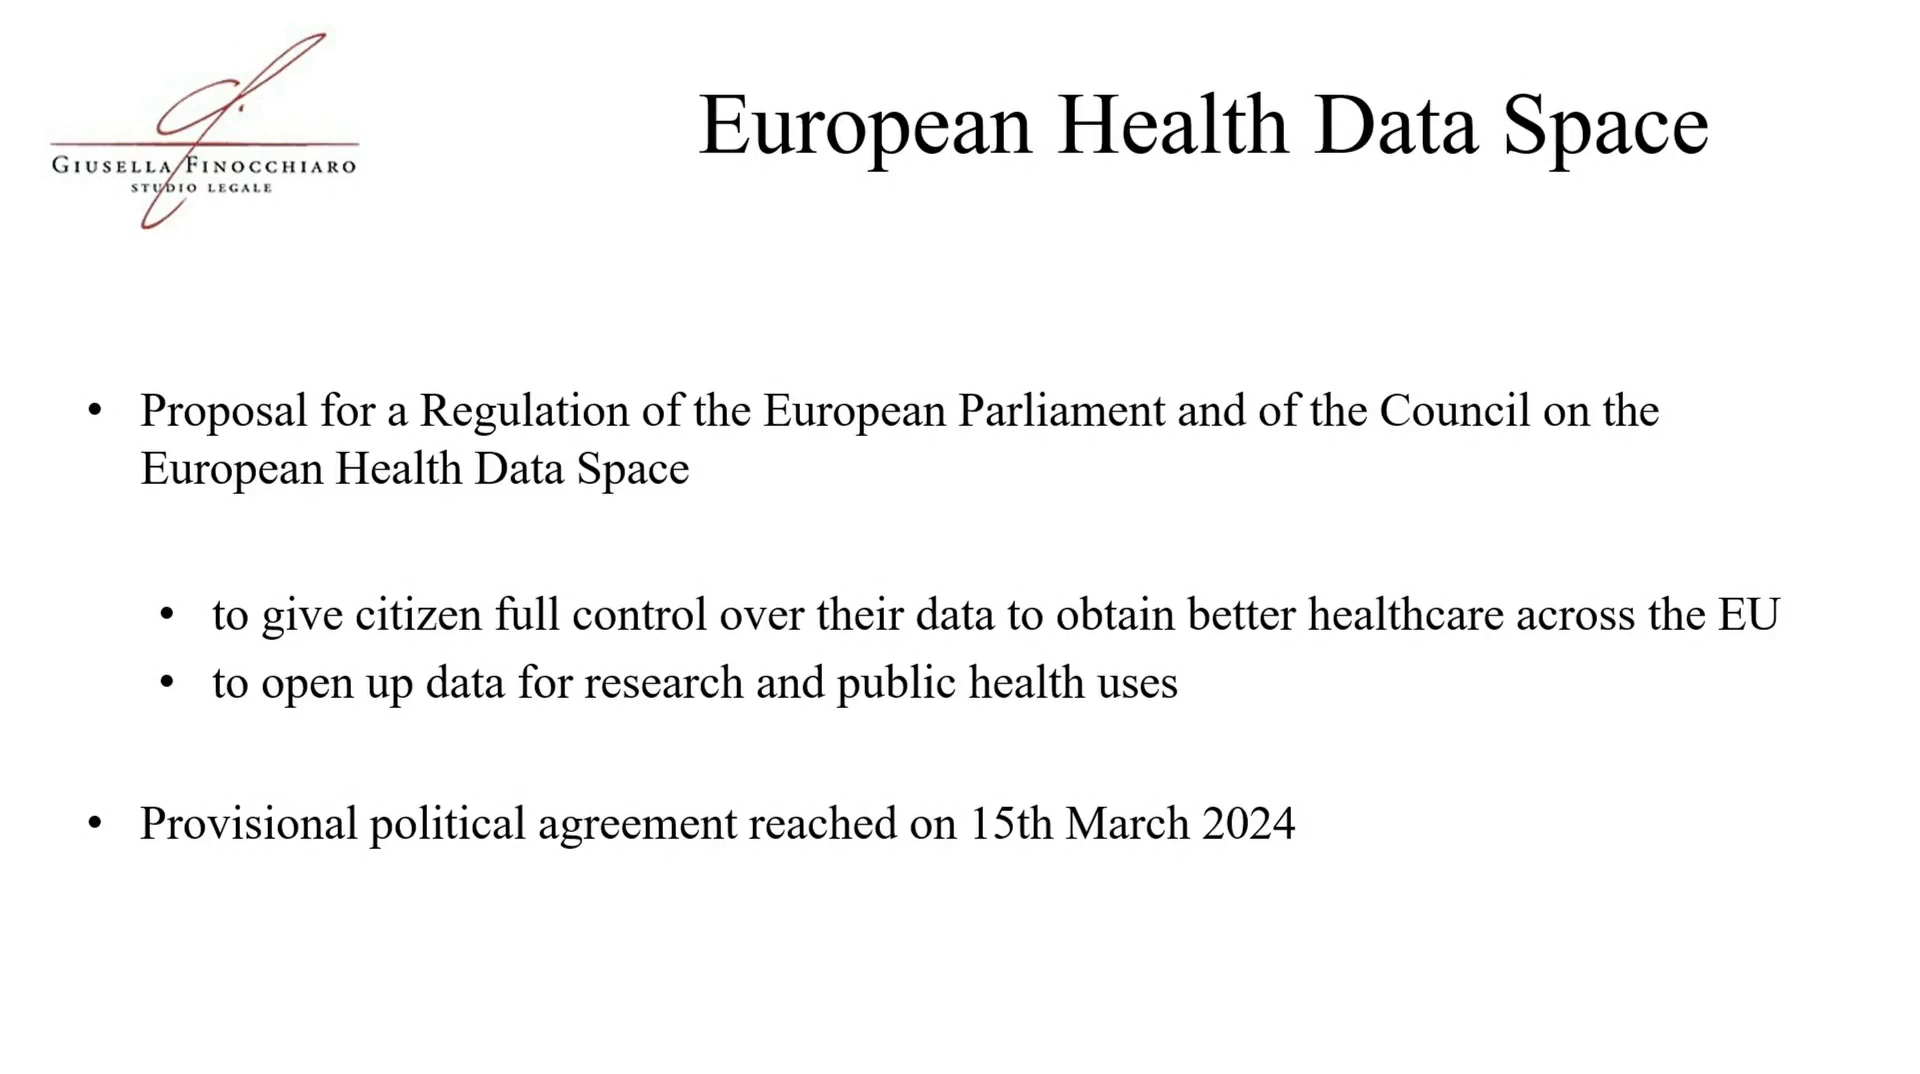 GIUSELLA FINOCCHIARO
STUDIO LEGALE
European Health Data Space
• Proposal for a Regulation of the European Parliament and of the Council on the
European Health Data Space
• to give citizen full control over their data to obtain better healthcare across the EU
• to open up data for research and public health uses
• Provisional political agreement reached on 15th March 2024